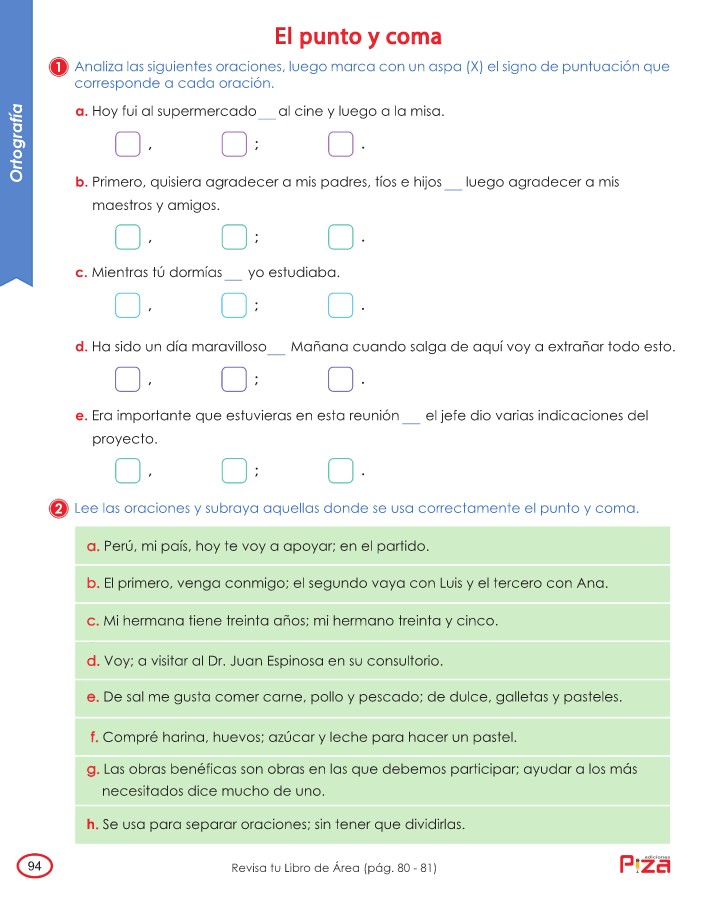 El punto y coma
1 Analiza las siguientes oraciones, luego marca con un aspa (X) el signo de puntuación que
corresponde a cada oración.
Ortografía
a. Hoy fui al supermercado__ al cine y luego a la misa.
, ; .
b. Primero, quisiera agradecer a mis padres, tíos e hijos__ luego agradecer a mis
maestros y amigos.
, ; .
c. Mientras tú dormías__ yo estudiaba.
, ; .
d. Ha sido un día maravilloso__ Mañana cuando salga de aquí voy a extrañar todo esto.
, ; .
e. Era importante que estuvieras en esta reunión__ el jefe dio varias indicaciones del
proyecto.
, ; .
2 Lee las oraciones y subraya aquellas donde se usa correctamente el punto y coma.
a. Perú, mi país, hoy te voy a apoyar; en el partido.
b. El primero, venga conmigo; el segundo vaya con Luis y el tercero con Ana.
c. Mi hermana tiene treinta años; mi hermano treinta y cinco.
d. Voy; a visitar al Dr. Juan Espinosa en su consultorio.
e. De sal me gusta comer carne, pollo y pescado; de dulce, galletas y pasteles.
f. Compré harina, huevos; azúcar y leche para hacer un pastel.
g. Las obras benéficas son obras en las que debemos participar; ayudar a los más
necesitados dice mucho de uno.
h. Se usa para separar oraciones; sin tener que dividirlas.
94
Revisa tu Libro de Área (pág. 80 - 81)
ediciones
Piza